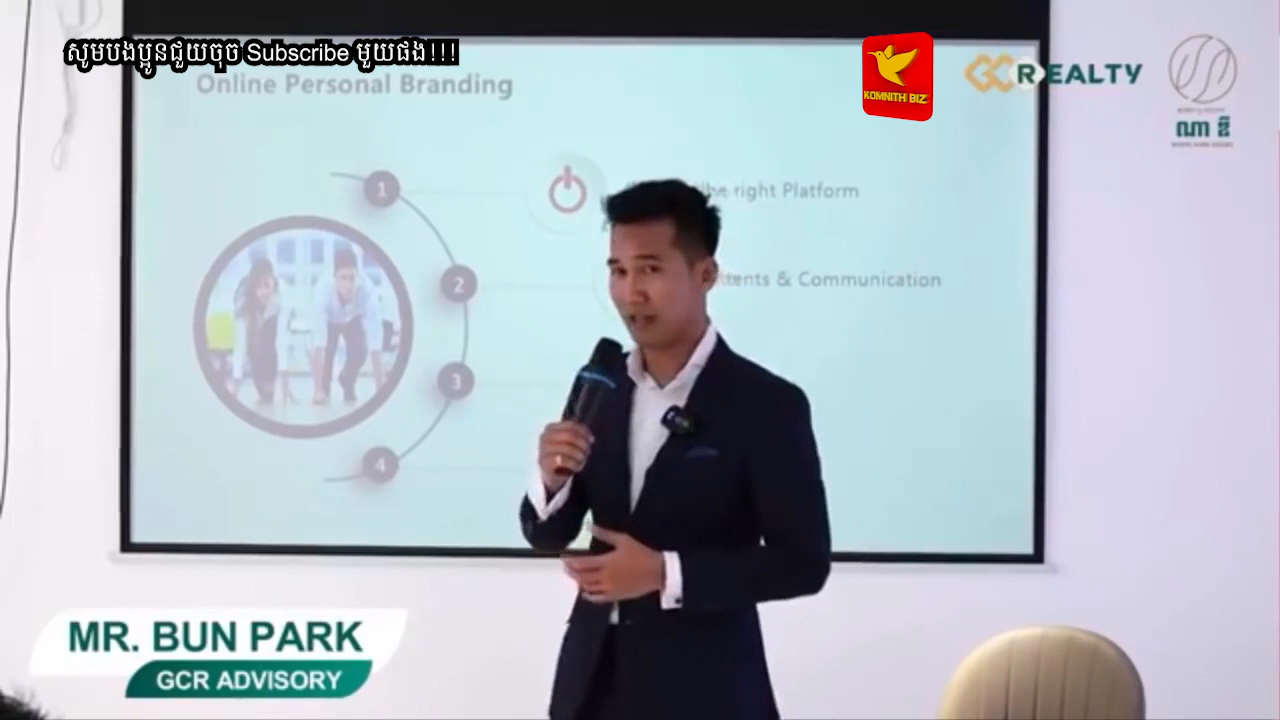 សូមបងប្អូនជួយចុច Subscribe មួយផង!!!
Online Personal Branding
KOMNITH BIZ
GC REALTY
ណា ឌី
1
the right Platform
2
& Communication
3
4
MR. BUN PARK
GCR ADVISORY